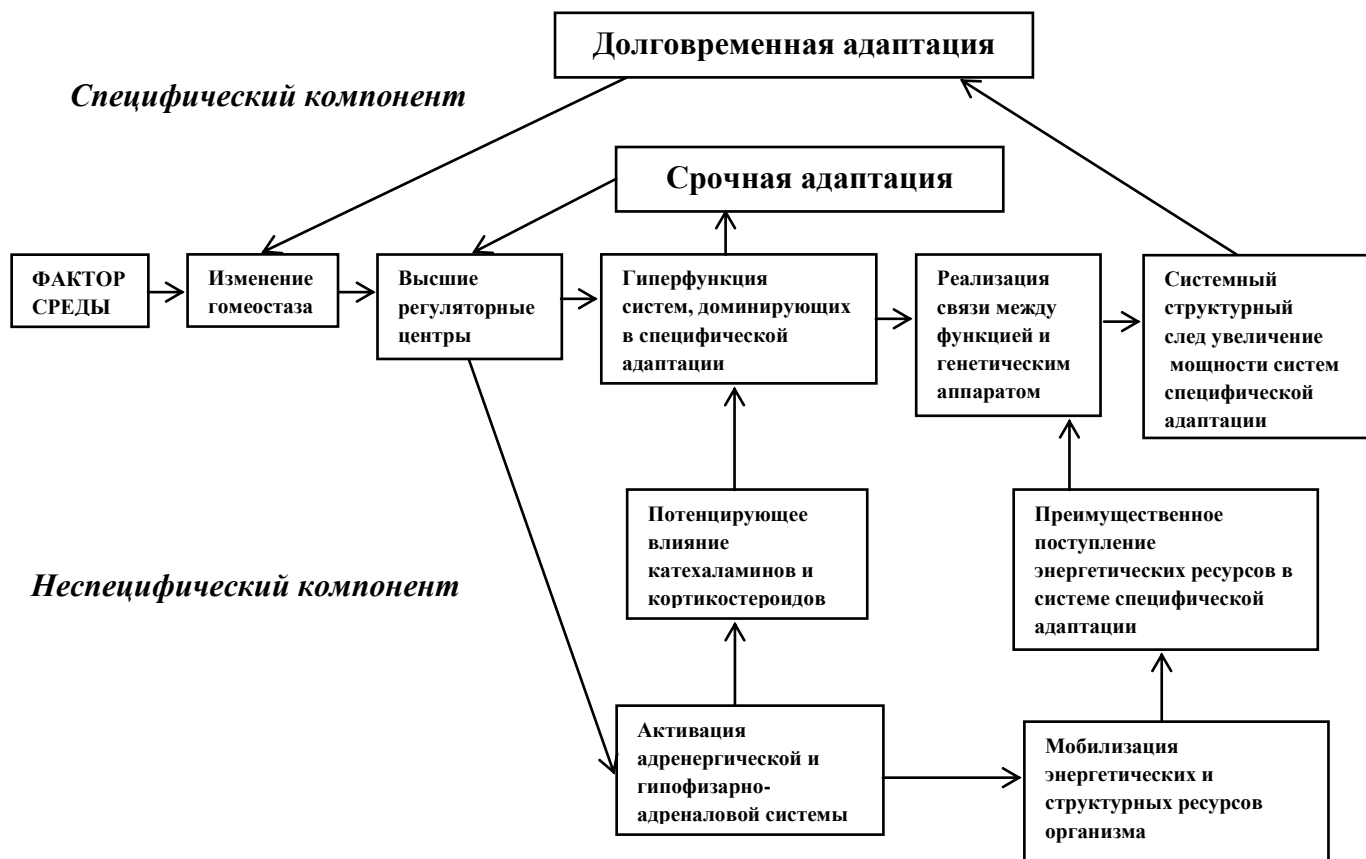 Долговременная адаптация
Специфический компонент
Срочная адаптация
ФАКТОР
СРЕДЫ
Изменение
гомеостаза
Высшие
регуляторные
центры
Гиперфункция
систем, доминирующих
в специфической
адаптации
Реализация
связи между
функцией и
генетическим
аппаратом
Системный
структурный
след увеличение
мощности систем
специфической
адаптации
Потенцирующее
влияние
катехаламинов и
кортикостероидов
Преимущественное
поступление
энергетических ресурсов в
системе специфической
адаптации
Неспецифический компонент
Активация
адренергической и
гипофизарно-
адреналовой системы
Мобилизация
энергетических и
структурных ресурсов
организма